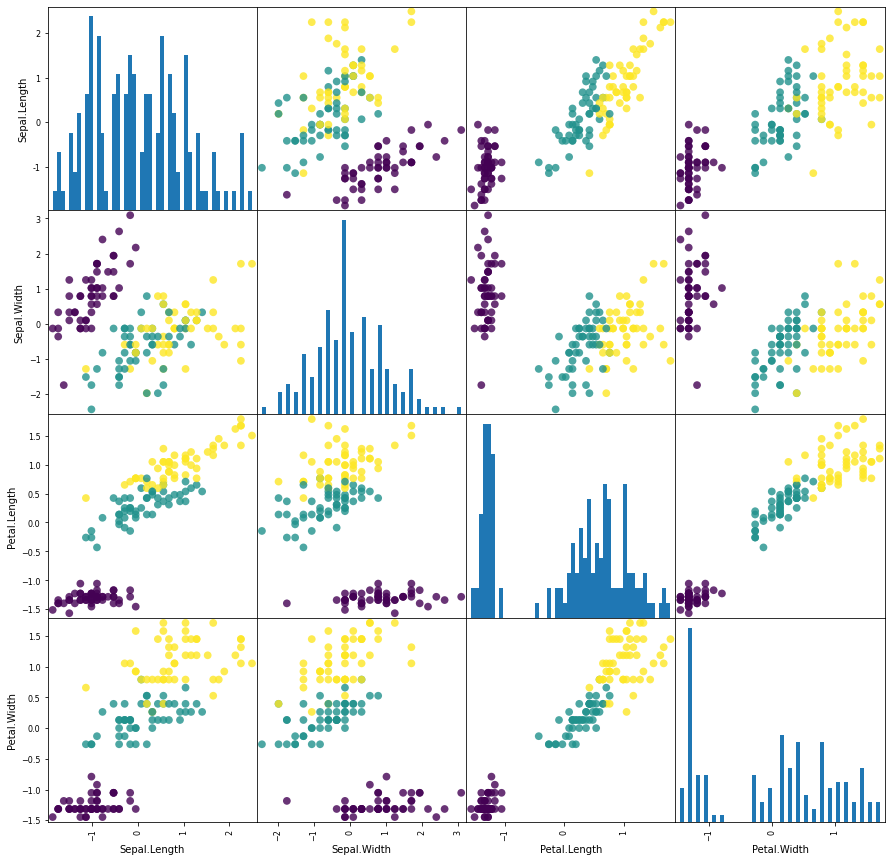 Sepal.Length
2
1
0
-1
Sepal.Width
3
2
1
0
−1
−2
Petal.Length
1.5
1.0
0.5
0.0
−0.5
−1.0
−1.5
Petal.Width
1.5
1.0
0.5
0.0
−0.5
−1.0
−1.5
-1 0 1 2
-2 -1 0 1 2 3
-1 0 1
-1 0 1
Sepal.Length Sepal.Width Petal.Length Petal.Width